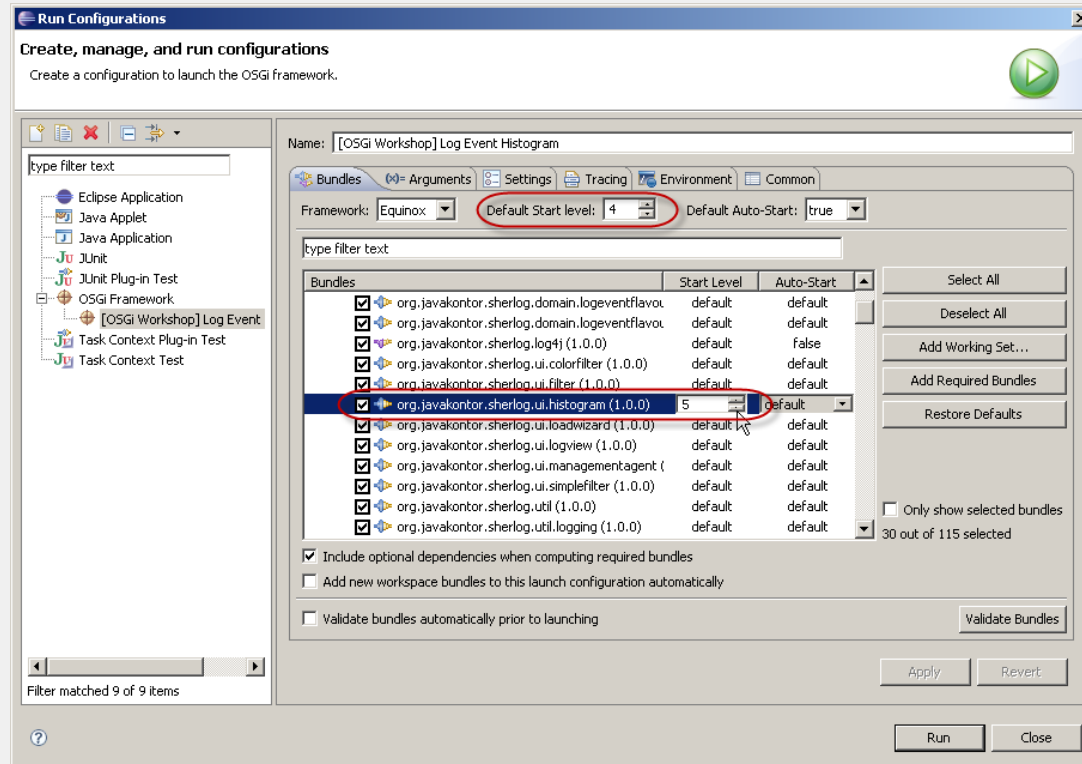 Run Configurations
Create, manage, and run configurations
Create a configuration to launch the OSGi framework.
type filter text
Eclipse Application
Java Applet
Java Application
JUnit
JUnit Plug-in Test
OSGi Framework
[OSGi Workshop] Log Event
Task Context Plug-in Test
Task Context Test
Filter matched 9 of 9 items
Name: [OSGi Workshop] Log Event Histogram
Bundles (x)= Arguments Settings Tracing Environment Common
Framework: Equinox Default Start level: 4 Default Auto-Start: true
type filter text
Bundles Start Level Auto-Start
org.javakontor.sherlog.domain.logeventflavou default default
org.javakontor.sherlog.domain.logeventflavou default default
org.javakontor.sherlog.log4j (1.0.0) default false
org.javakontor.sherlog.ui.colorfilter (1.0.0) default default
org.javakontor.sherlog.ui.filter (1.0.0) default default
org.javakontor.sherlog.ui.histogram (1.0.0) 5 default
org.javakontor.sherlog.ui.loadwizard (1.0.0) default default
org.javakontor.sherlog.ui.logview (1.0.0) default default
org.javakontor.sherlog.ui.managementagent ( default default
org.javakontor.sherlog.ui.simplefilter (1.0.0) default default
org.javakontor.sherlog.util (1.0.0) default default
org.javakontor.sherlog.util.logging (1.0.0) default default
Select All
Deselect All
Add Working Set...
Add Required Bundles
Restore Defaults
Only show selected bundles
30 out of 115 selected
Include optional dependencies when computing required bundles
Add new workspace bundles to this launch configuration automatically
Validate bundles automatically prior to launching
Validate Bundles
Apply Revert
Run Close